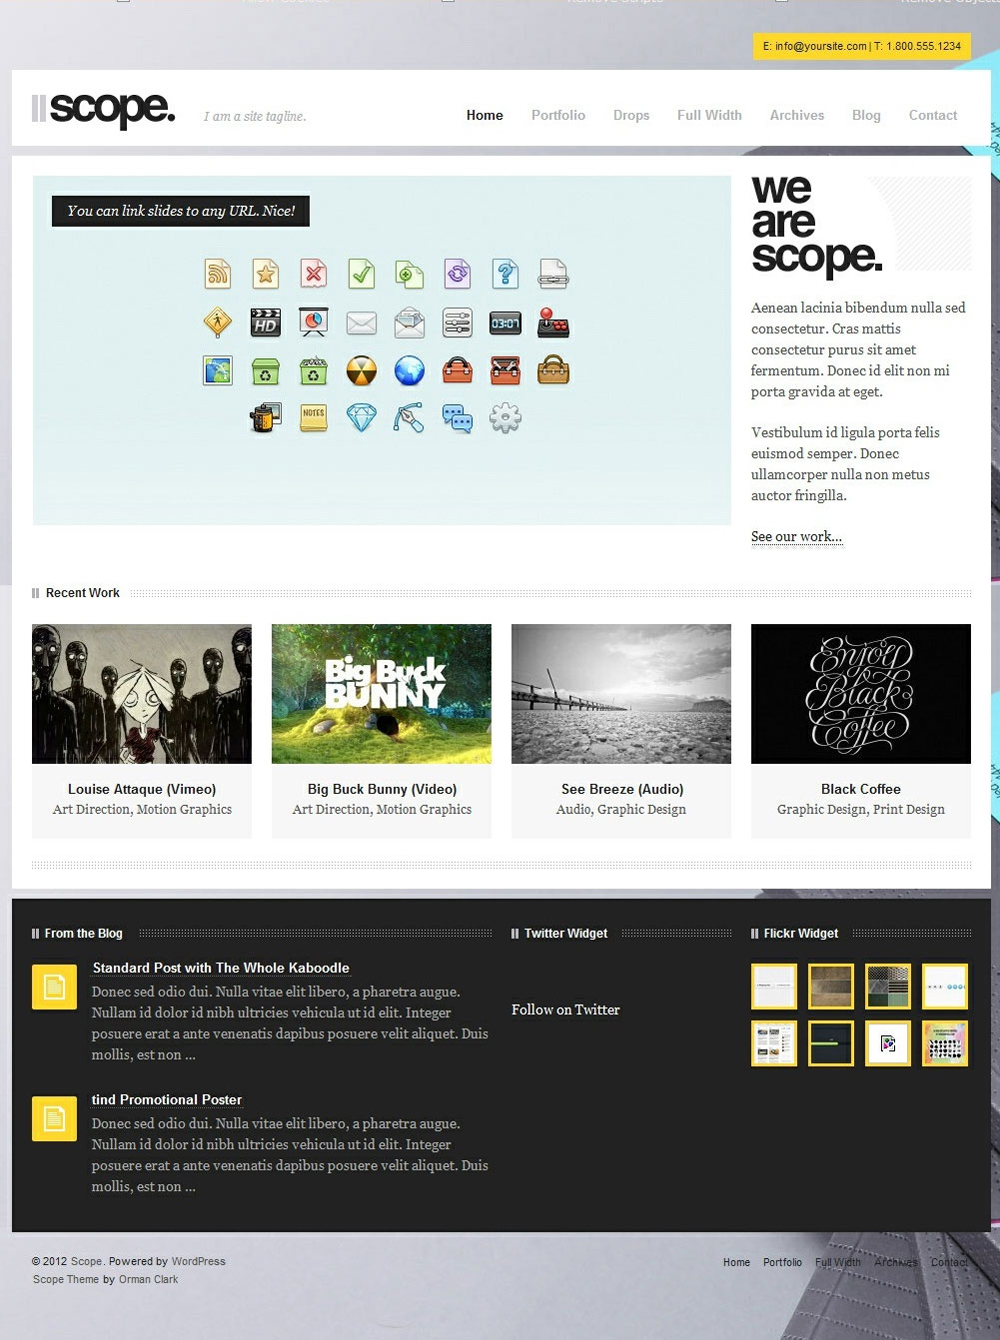 E: info@yoursite.com | T: 1.800.555.1234
scope.
I am a site tagline.
Home Portfolio Drops Full Width Archives Blog Contact
You can link slides to any URL. Nice!
HD
03:07
NOTES
we
are
scope.
Aenean lacinia bibendum nulla sed
consectetur. Cras mattis
consectetur purus sit amet
fermentum. Donec id elit non mi
porta gravida at eget.
Vestibulum id ligula porta felis
euismod semper. Donec
ullamcorper nulla non metus
auctor fringilla.
See our work...
Recent Work
Big Buck
BUNNY
Enjoy
Black
Coffee
Louise Attaque (Vimeo)
Art Direction, Motion Graphics
Big Buck Bunny (Video)
Art Direction, Motion Graphics
See Breeze (Audio)
Audio, Graphic Design
Black Coffee
Graphic Design, Print Design
From the Blog
Standard Post with The Whole Kaboodle
Donec sed odio dui. Nulla vitae elit libero, a pharetra augue.
Nullam id dolor id nibh ultricies vehicula ut id elit. Integer
posuere erat a ante venenatis dapibus posuere velit aliquet. Duis
mollis, est non ...
tind Promotional Poster
Donec sed odio dui. Nulla vitae elit libero, a pharetra augue.
Nullam id dolor id nibh ultricies vehicula ut id elit. Integer
posuere erat a ante venenatis dapibus posuere velit aliquet. Duis
mollis, est non ...
Twitter Widget
Follow on Twitter
Flickr Widget
© 2012 Scope. Powered by WordPress
Scope Theme by Orman Clark
Home Portfolio Full Width Archives Contact